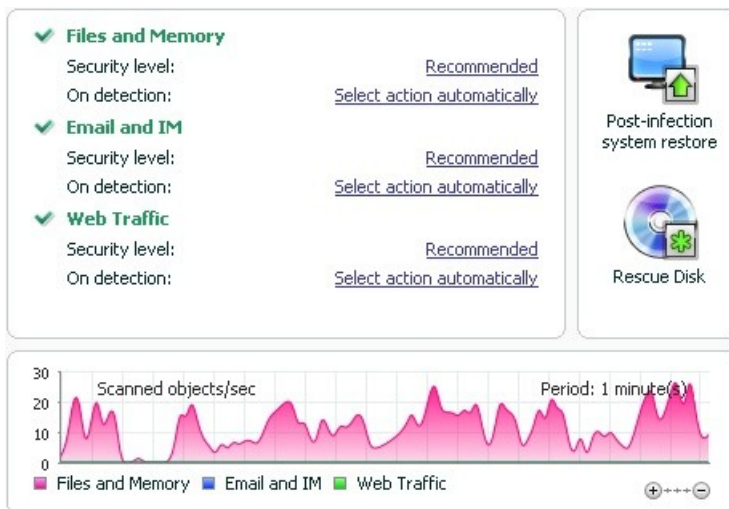 Files and Memory
Security level: Recommended
On detection: Select action automatically
Email and IM
Security level: Recommended
On detection: Select action automatically
Web Traffic
Security level: Recommended
On detection: Select action automatically
Post-infection
system restore
Rescue Disk
Scanned objects/sec Period: 1 minute(s)
30
20
10
0
Files and Memory Email and IM Web Traffic